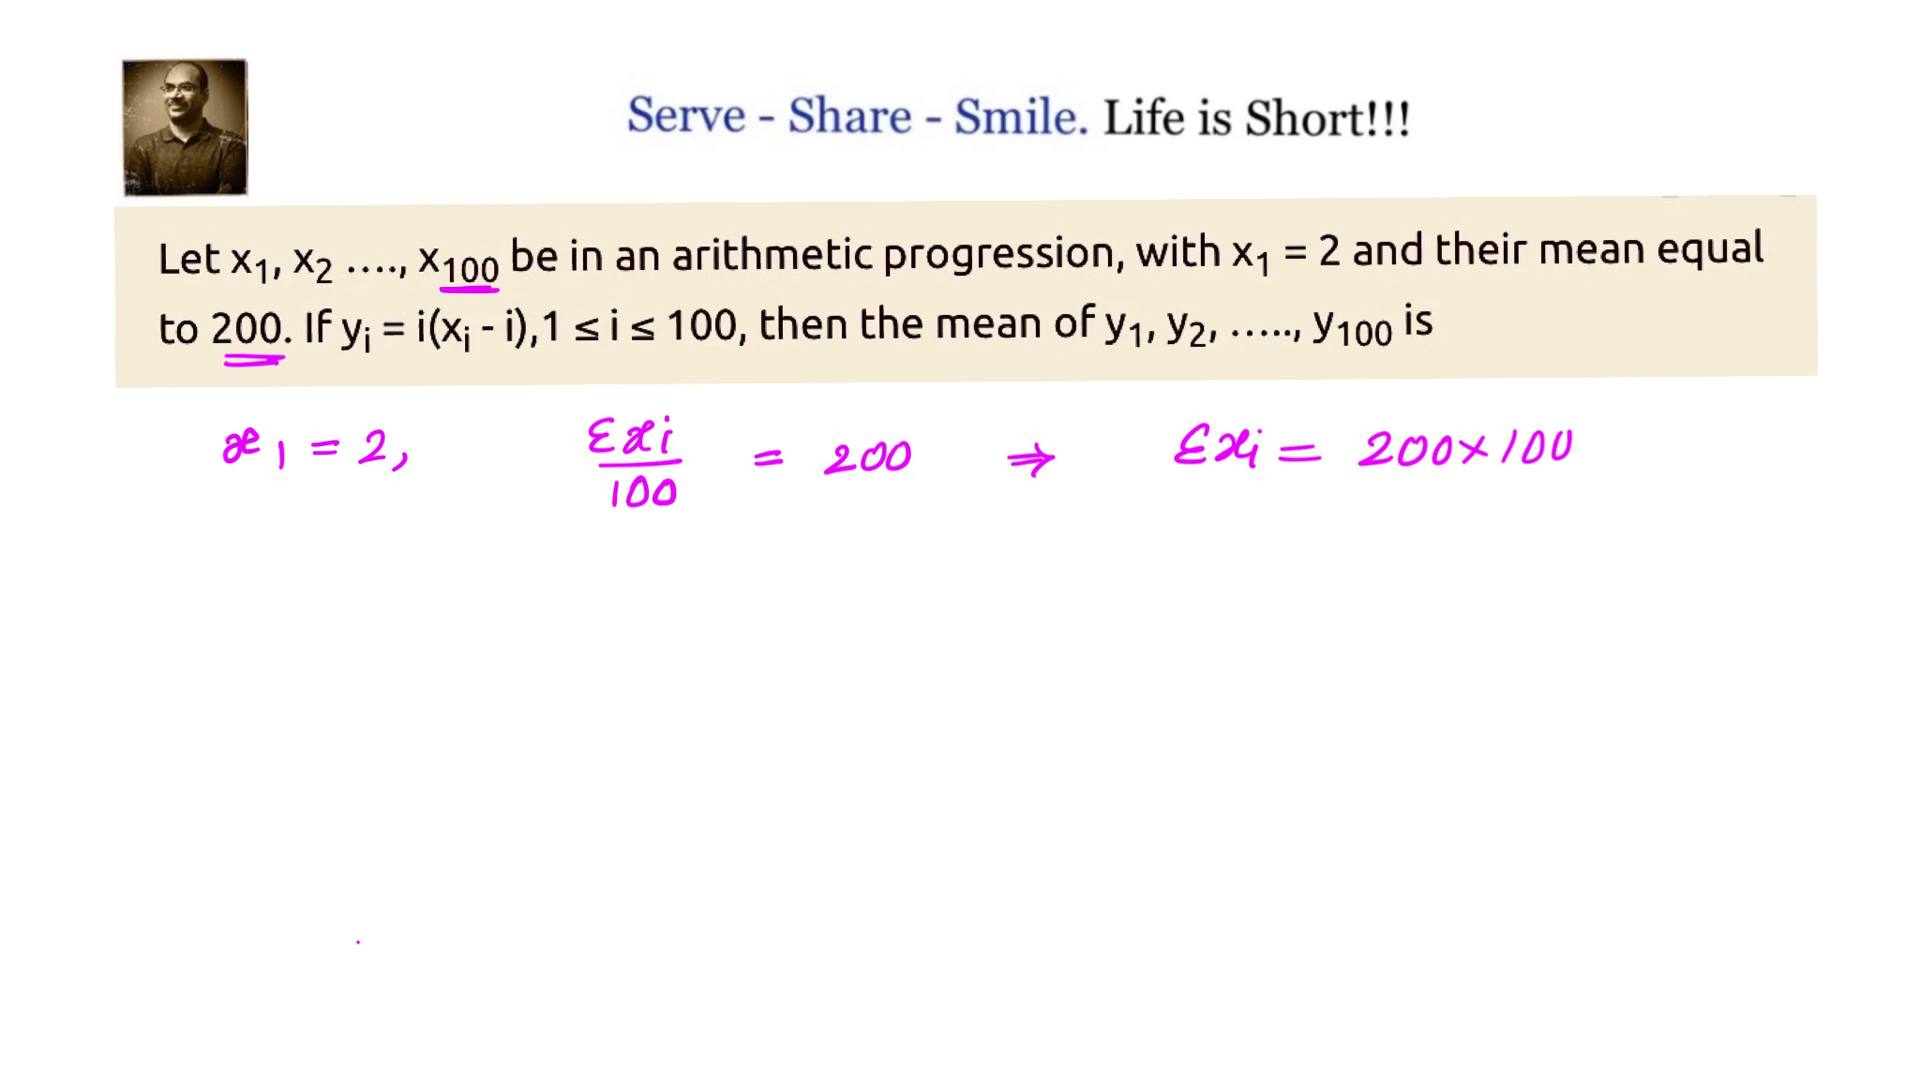 Serve - Share - Smile. Life is Short!!!
Let x₁, x₂ ...., x₁₀₀ be in an arithmetic progression, with x₁ = 2 and their mean equal
to 200. If yᵢ = i(xᵢ - i),1 ≤ i ≤ 100, then the mean of y₁, y₂, ....., y₁₀₀ is
x₁ = 2, Σxi/100 = 200 ⇒ Σxi = 200×100